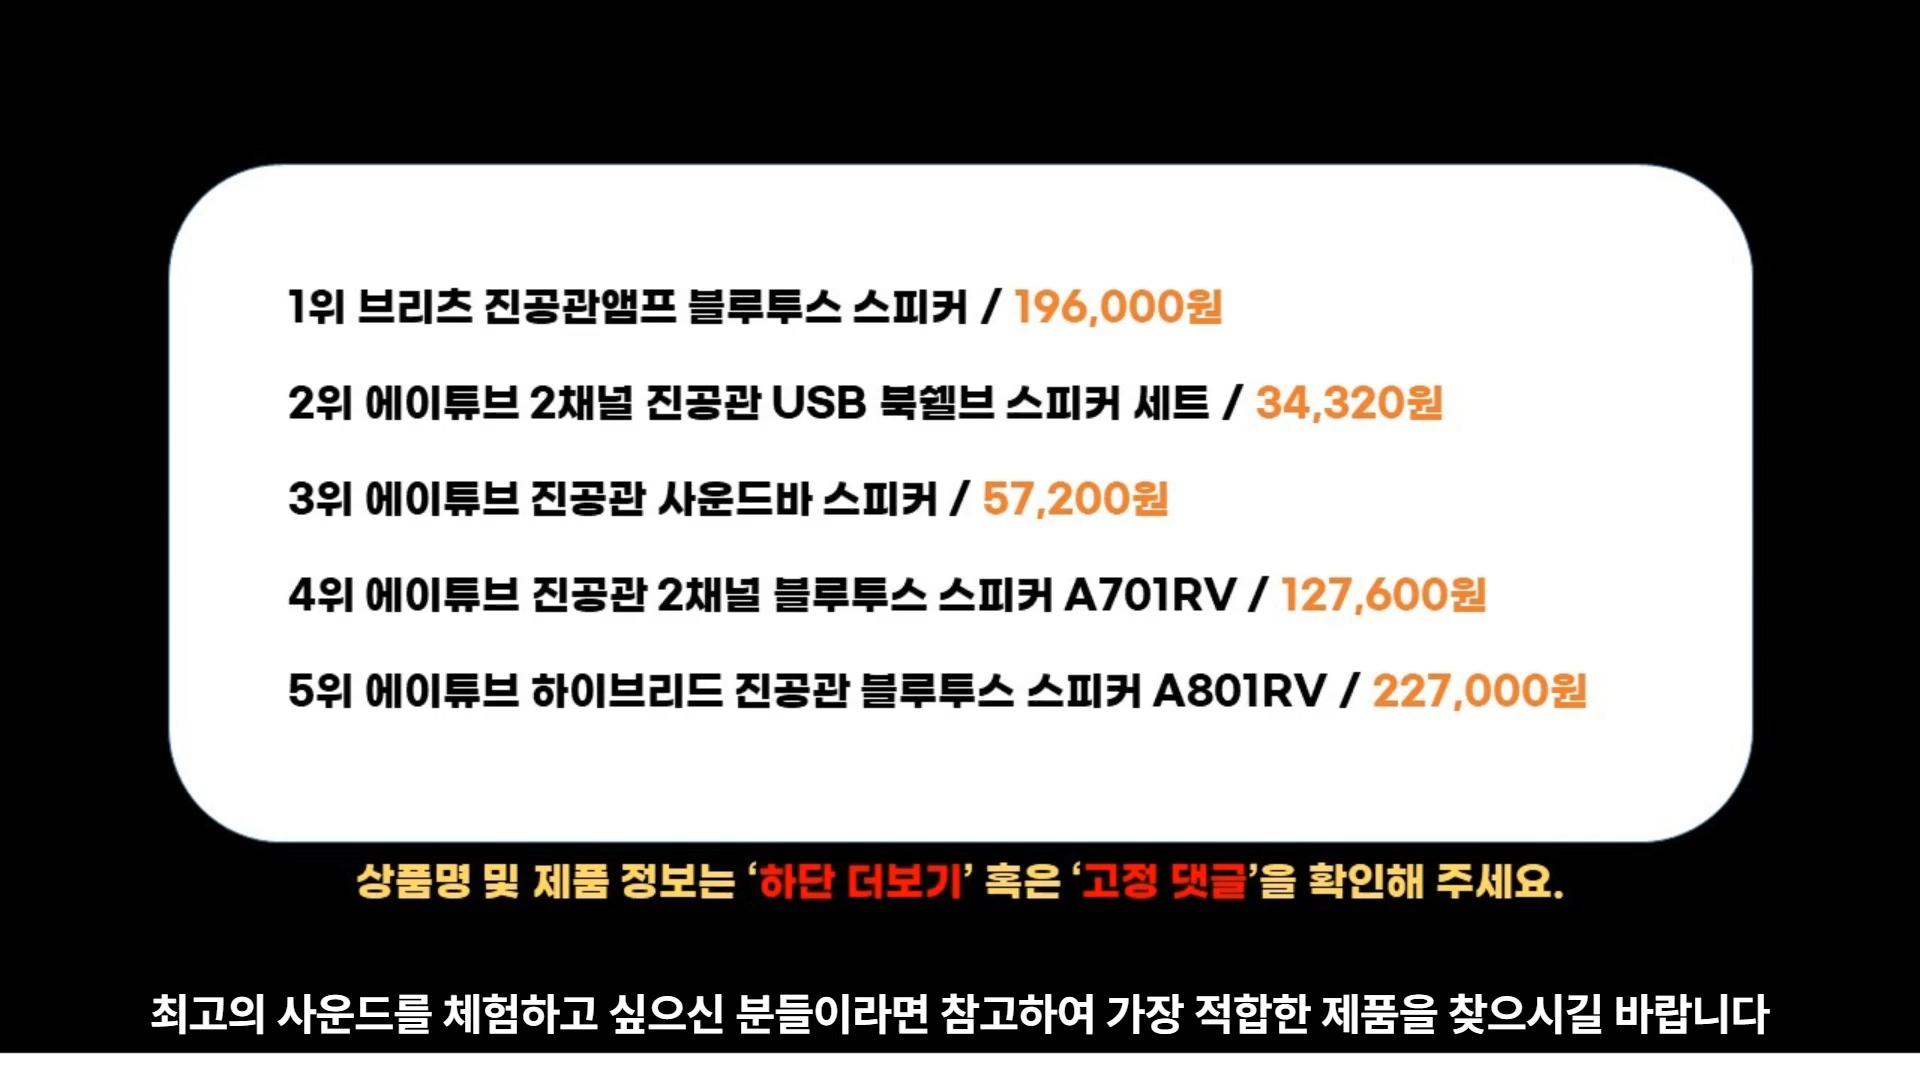 1위 브리츠 진공관앰프 블루투스 스피커 / 196,000원
2위 에이튜브 2채널 진공관 USB 북쉘브 스피커 세트 / 34,320원
3위 에이튜브 진공관 사운드바 스피커 / 57,200원
4위 에이튜브 진공관 2채널 블루투스 스피커 A701RV / 127,600원
5위 에이튜브 하이브리드 진공관 블루투스 스피커 A801RV / 227,000원
상품명 및 제품 정보는 ‘하단 더보기’ 혹은 ‘고정 댓글’을 확인해 주세요.
최고의 사운드를 체험하고 싶으신 분들이라면 참고하여 가장 적합한 제품을 찾으시길 바랍니다